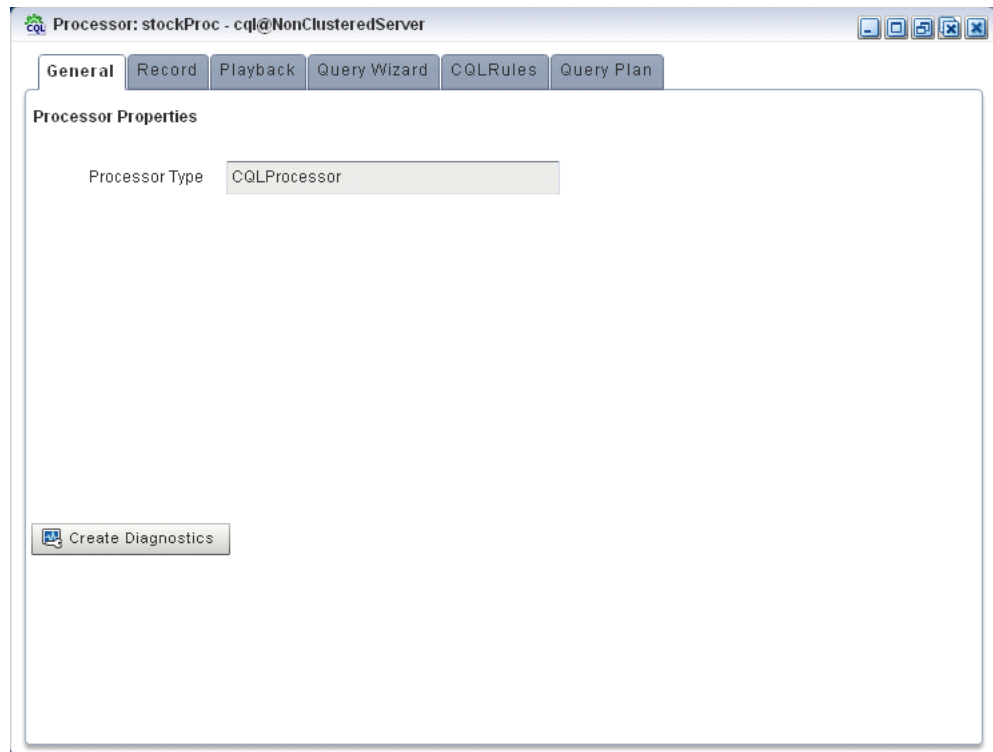 CQL Processor: stockProc - cql@NonClusteredServer
General Record Playback Query Wizard CQLRules Query Plan
Processor Properties
Processor Type CQLProcessor
Create Diagnostics